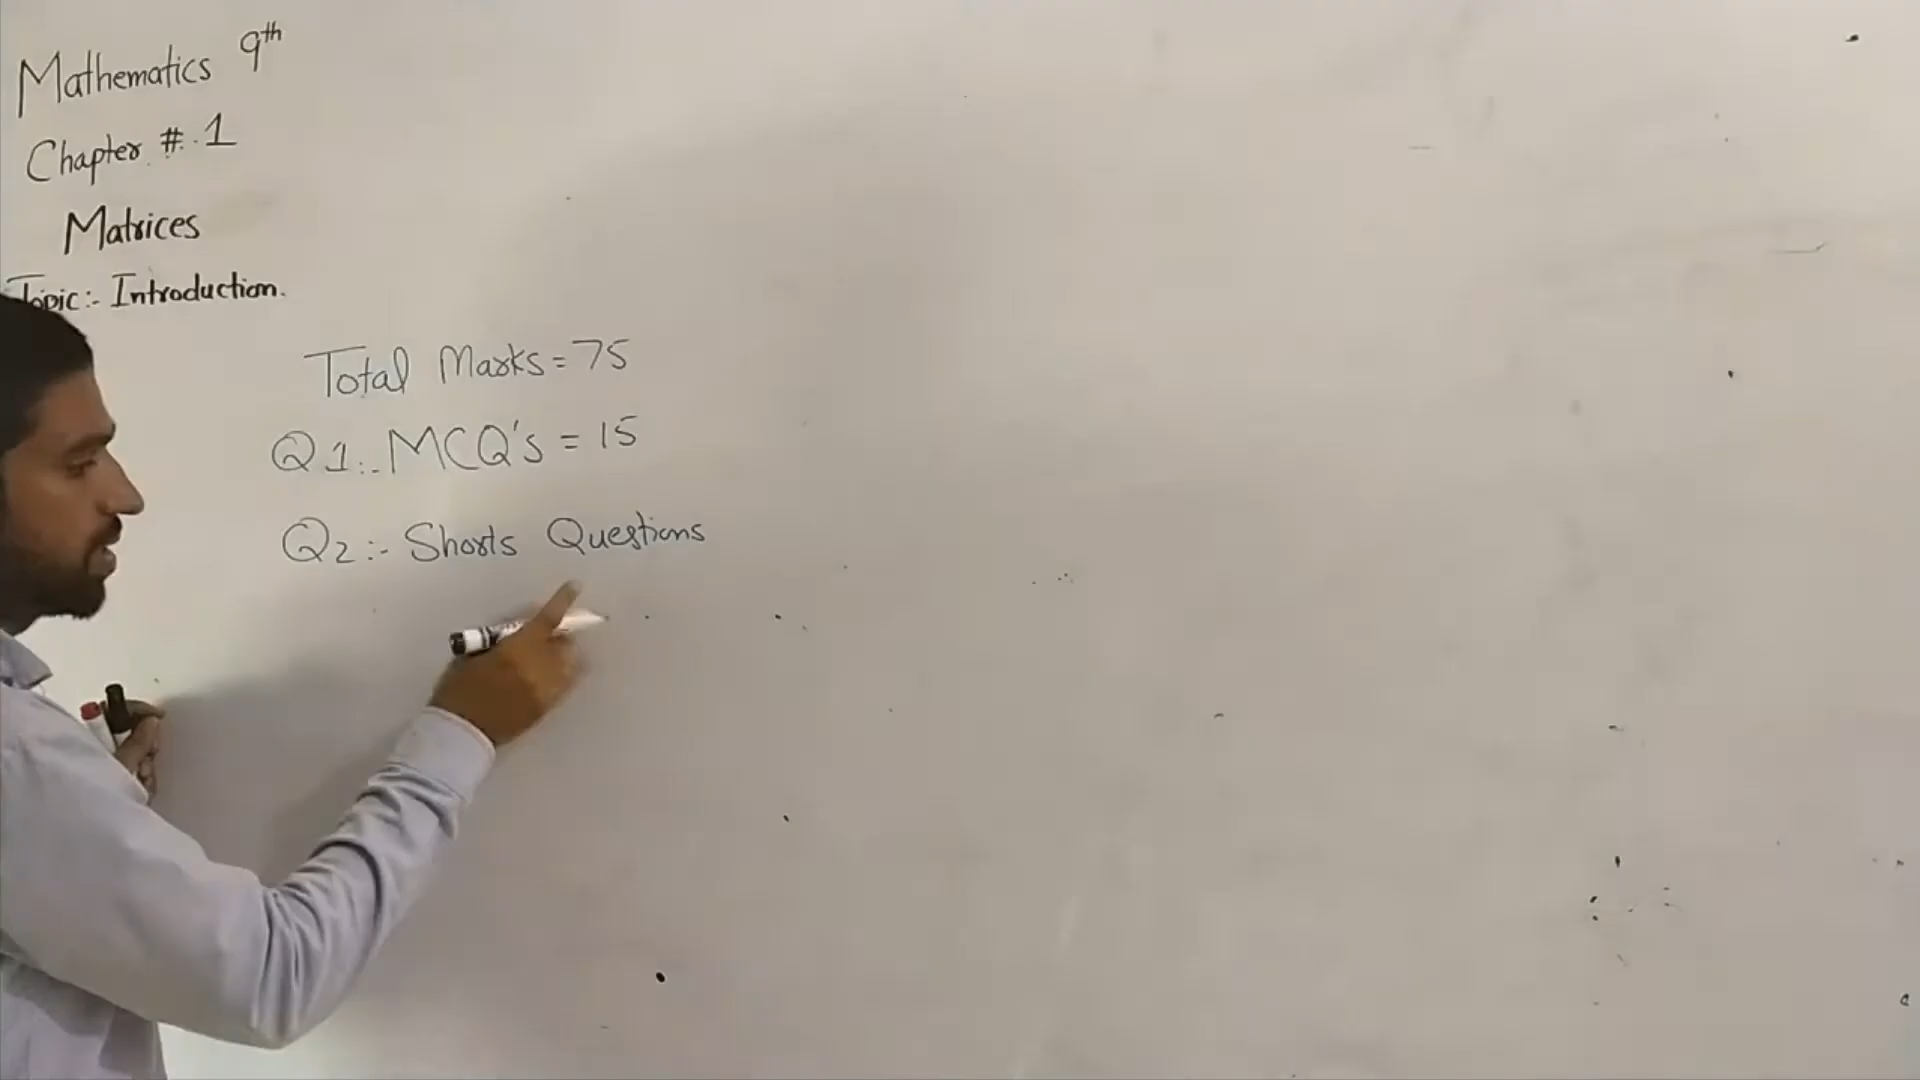 Mathematics 9th
Chapter #.1
Matrices
Topic:- Introduction.
Total Marks = 75
Q1:- MCQ's = 15
Q2:- Shorts Questions